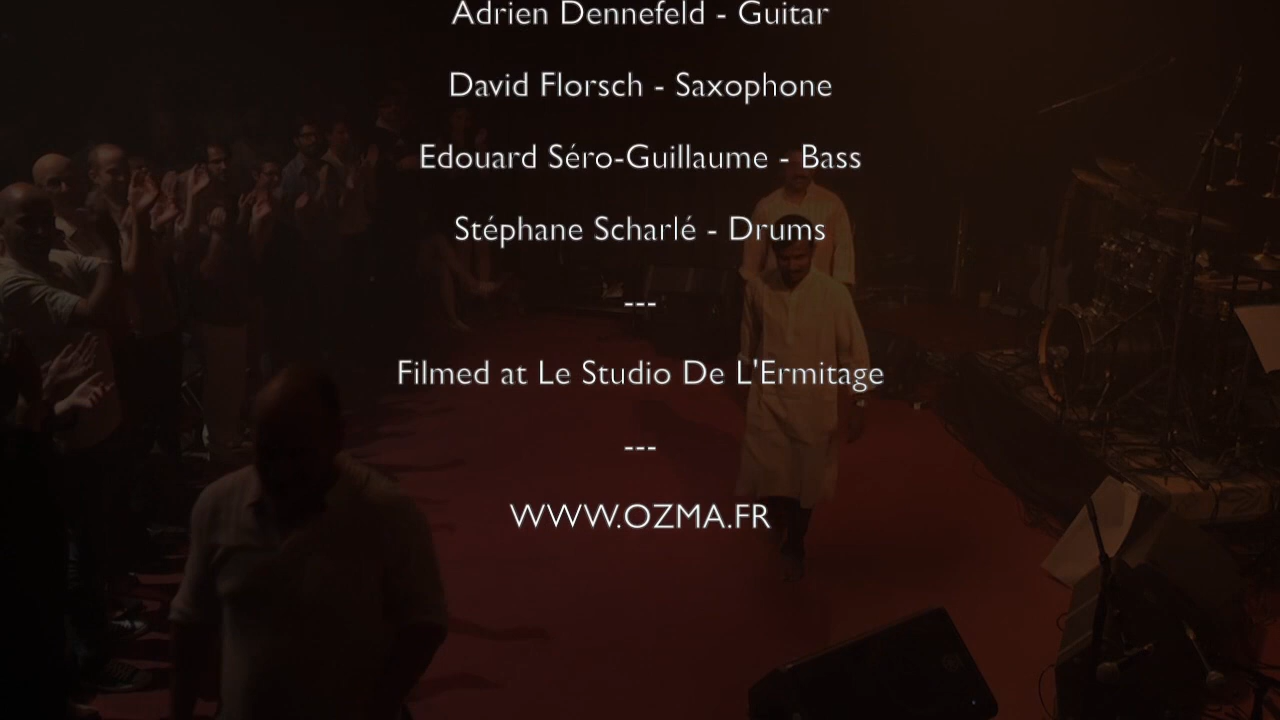 Adrien Dennefeld - Guitar
David Florsch - Saxophone
Edouard Séro-Guillaume - Bass
Stéphane Scharlé - Drums
---
Filmed at Le Studio De L'Ermitage
---
WWW.OZMA.FR